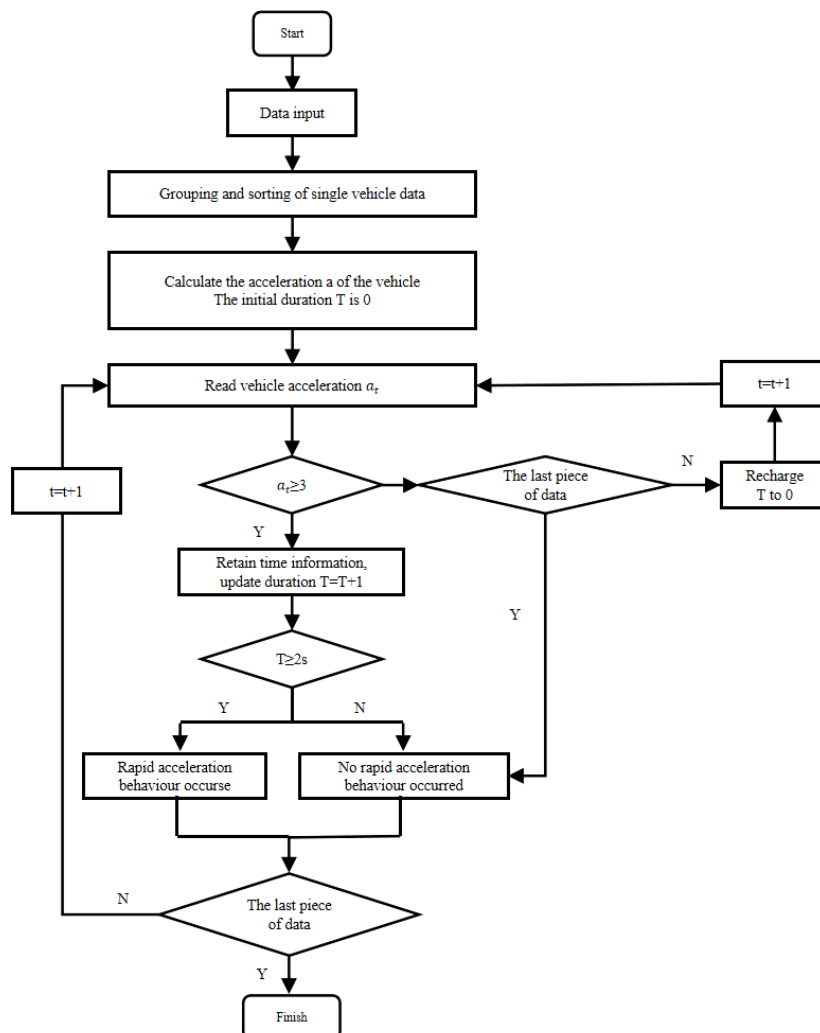 Start
Data input
Grouping and sorting of single vehicle data
Calculate the acceleration a of the vehicle
The initial duration T is 0
Read vehicle acceleration aₜ
t=t+1
t=t+1
aₜ≥3
The last piece
of data
N
Recharge
T to 0
Y
Retain time information,
update duration T=T+1
Y
T≥2s
Y
N
Rapid acceleration
behaviour occurse
No rapid acceleration
behaviour occurred
N
The last piece
of data
Y
Finish